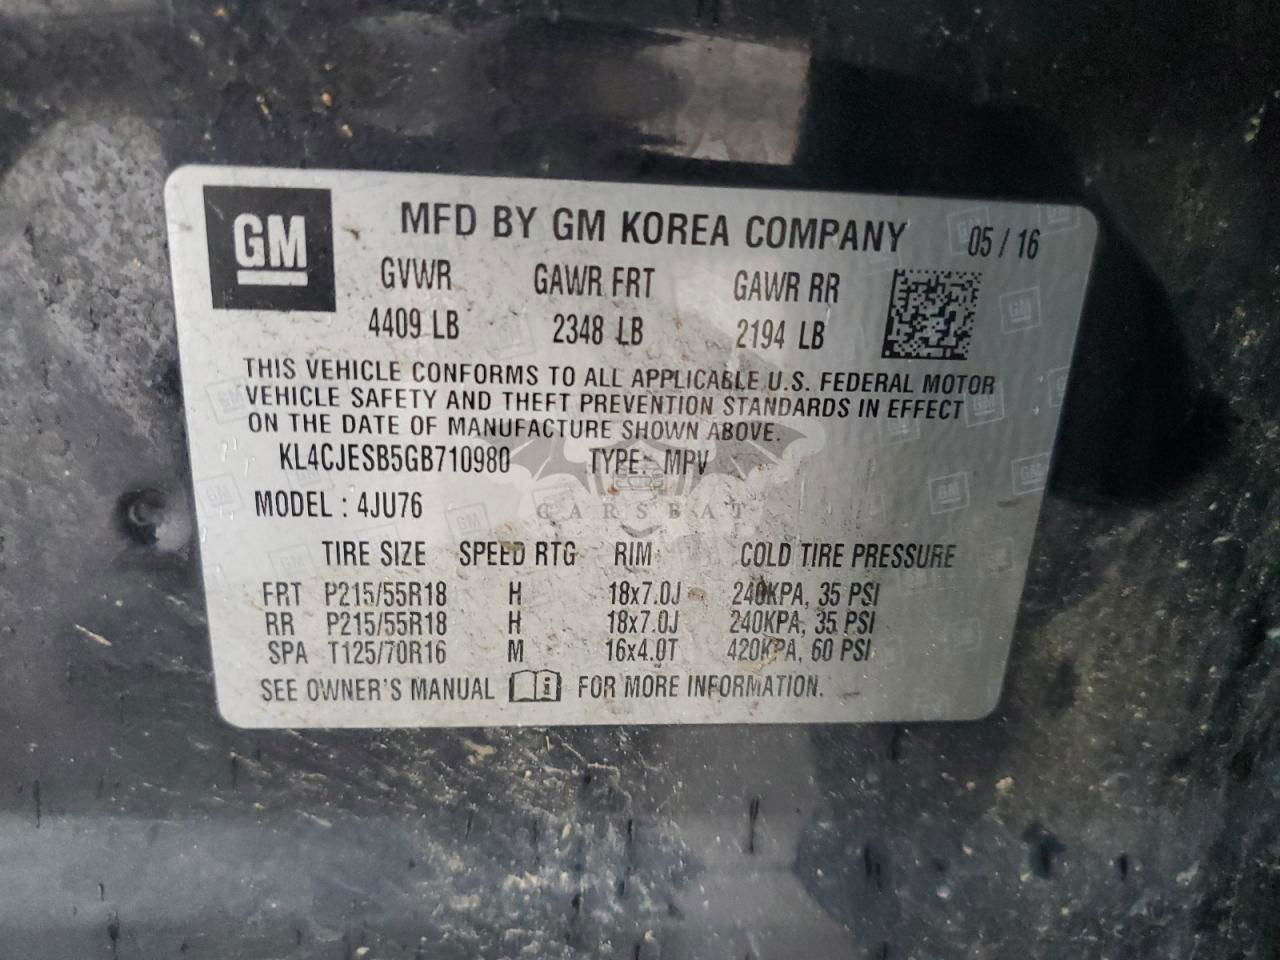 GM MFD BY GM KOREA COMPANY 05 / 16
GVWR GAWR FRT GAWR RR
4409 LB 2348 LB 2194 LB
THIS VEHICLE CONFORMS TO ALL APPLICABLE U.S. FEDERAL MOTOR
VEHICLE SAFETY AND THEFT PREVENTION STANDARDS IN EFFECT
ON THE DATE OF MANUFACTURE SHOWN ABOVE.
KL4CJESB5GB710980 TYPE: MPV
MODEL : 4JU76
CARSBAT
TIRE SIZE SPEED RTG RIM COLD TIRE PRESSURE
FRT P215/55R18 H 18x7.0J 240KPA, 35 PSI
RR P215/55R18 H 18x7.0J 240KPA, 35 PSI
SPA T125/70R16 M 16x4.0T 420KPA, 60 PSI
SEE OWNER'S MANUAL i FOR MORE INFORMATION.